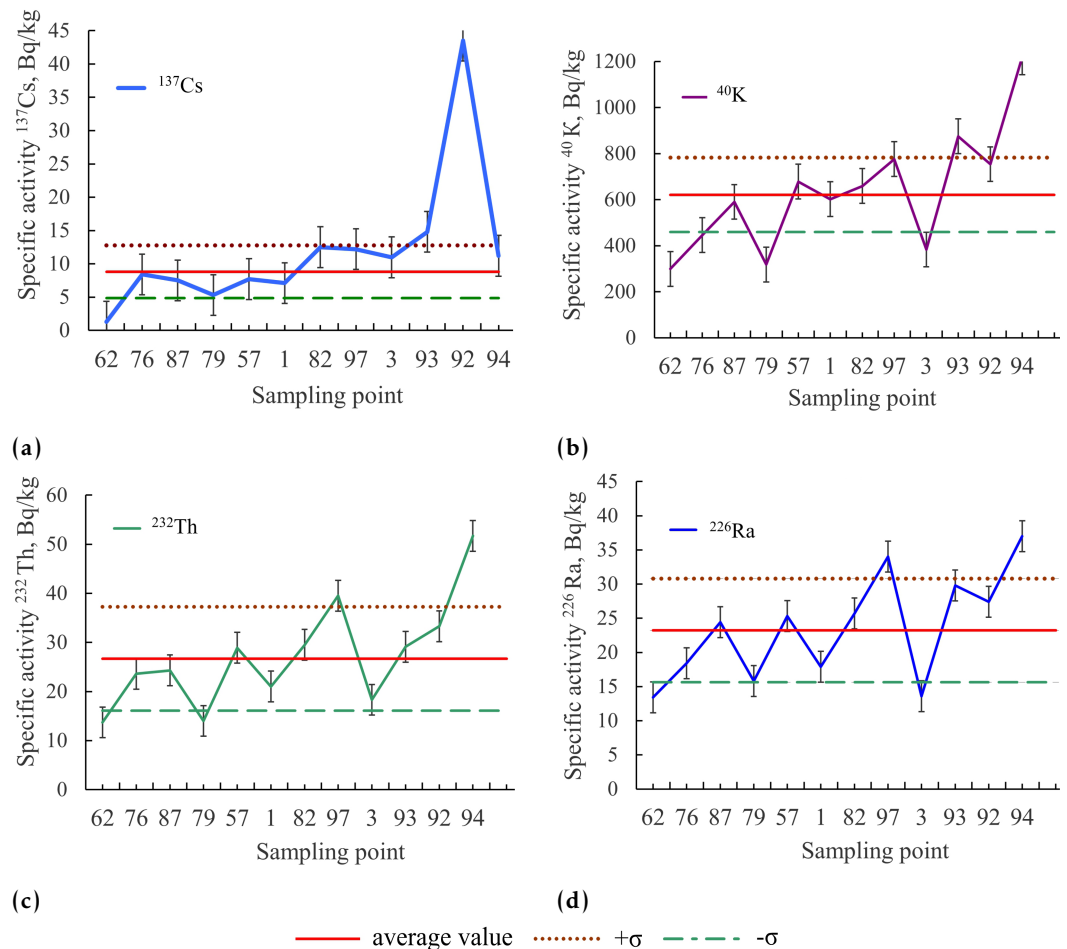 Specific activity ¹³⁷Cs, Bq/kg
45
40
35
30
25
20
15
10
5
0
¹³⁷Cs
62 76 87 79 57 1 82 97 3 93 92 94
Sampling point
(a)
Specific activity ⁴⁰K, Bq/kg
1200
1000
800
600
400
200
0
⁴⁰K
62 76 87 79 57 1 82 97 3 93 92 94
Sampling point
(b)
Specific activity ²³²Th, Bq/kg
60
50
40
30
20
10
0
²³²Th
62 76 87 79 57 1 82 97 3 93 92 94
Sampling point
(c)
Specific activity ²²⁶Ra, Bq/kg
45
40
35
30
25
20
15
10
5
0
²²⁶Ra
62 76 87 79 57 1 82 97 3 93 92 94
Sampling point
(d)
average value +σ -σ